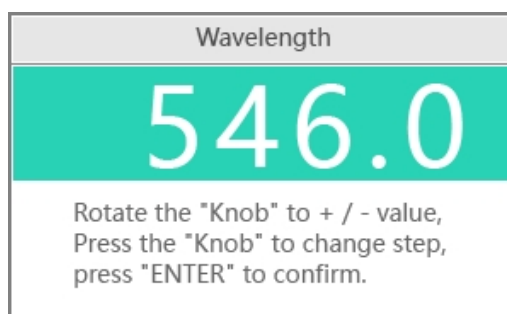 Wavelength
546.0
Rotate the "Knob" to + / - value,
Press the "Knob" to change step,
press "ENTER" to confirm.